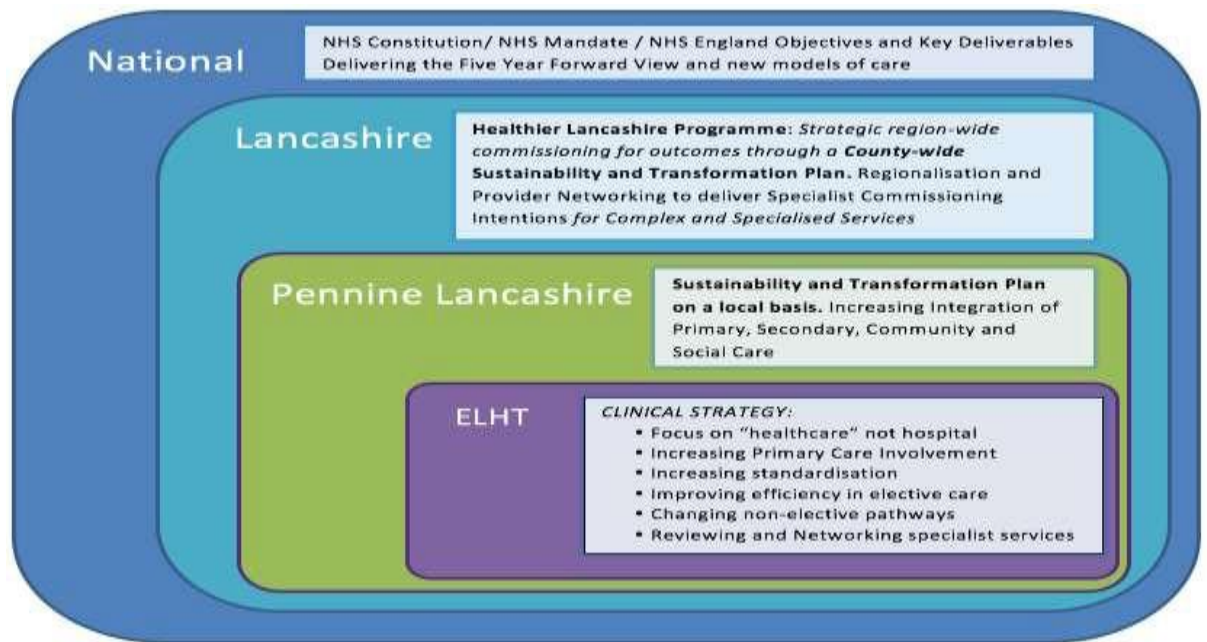 National
NHS Constitution/ NHS Mandate / NHS England Objectives and Key Deliverables
Delivering the Five Year Forward View and new models of care
Lancashire
Healthier Lancashire Programme: Strategic region-wide
commissioning for outcomes through a County-wide
Sustainability and Transformation Plan. Regionalisation and
Provider Networking to deliver Specialist Commissioning
Intentions for Complex and Specialised Services
Pennine Lancashire
Sustainability and Transformation Plan
on a local basis. Increasing Integration of
Primary, Secondary, Community and
Social Care
ELHT
CLINICAL STRATEGY:
• Focus on “healthcare” not hospital
• Increasing Primary Care Involvement
• Increasing standardisation
• Improving efficiency in elective care
• Changing non-elective pathways
• Reviewing and Networking specialist services